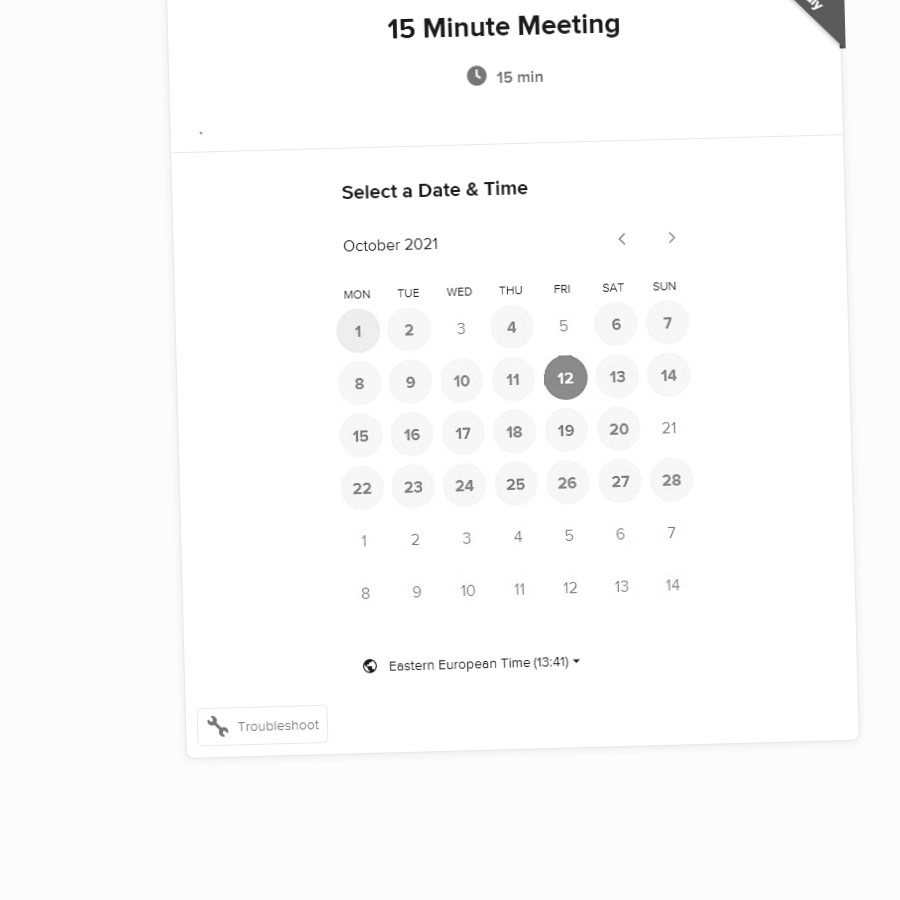 15 Minute Meeting
15 min
Select a Date & Time
October 2021
MON TUE WED THU FRI SAT SUN
1 2 3 4 5 6 7
8 9 10 11 12 13 14
15 16 17 18 19 20 21
22 23 24 25 26 27 28
1 2 3 4 5 6 7
8 9 10 11 12 13 14
Eastern European Time (13:41)
Troubleshoot